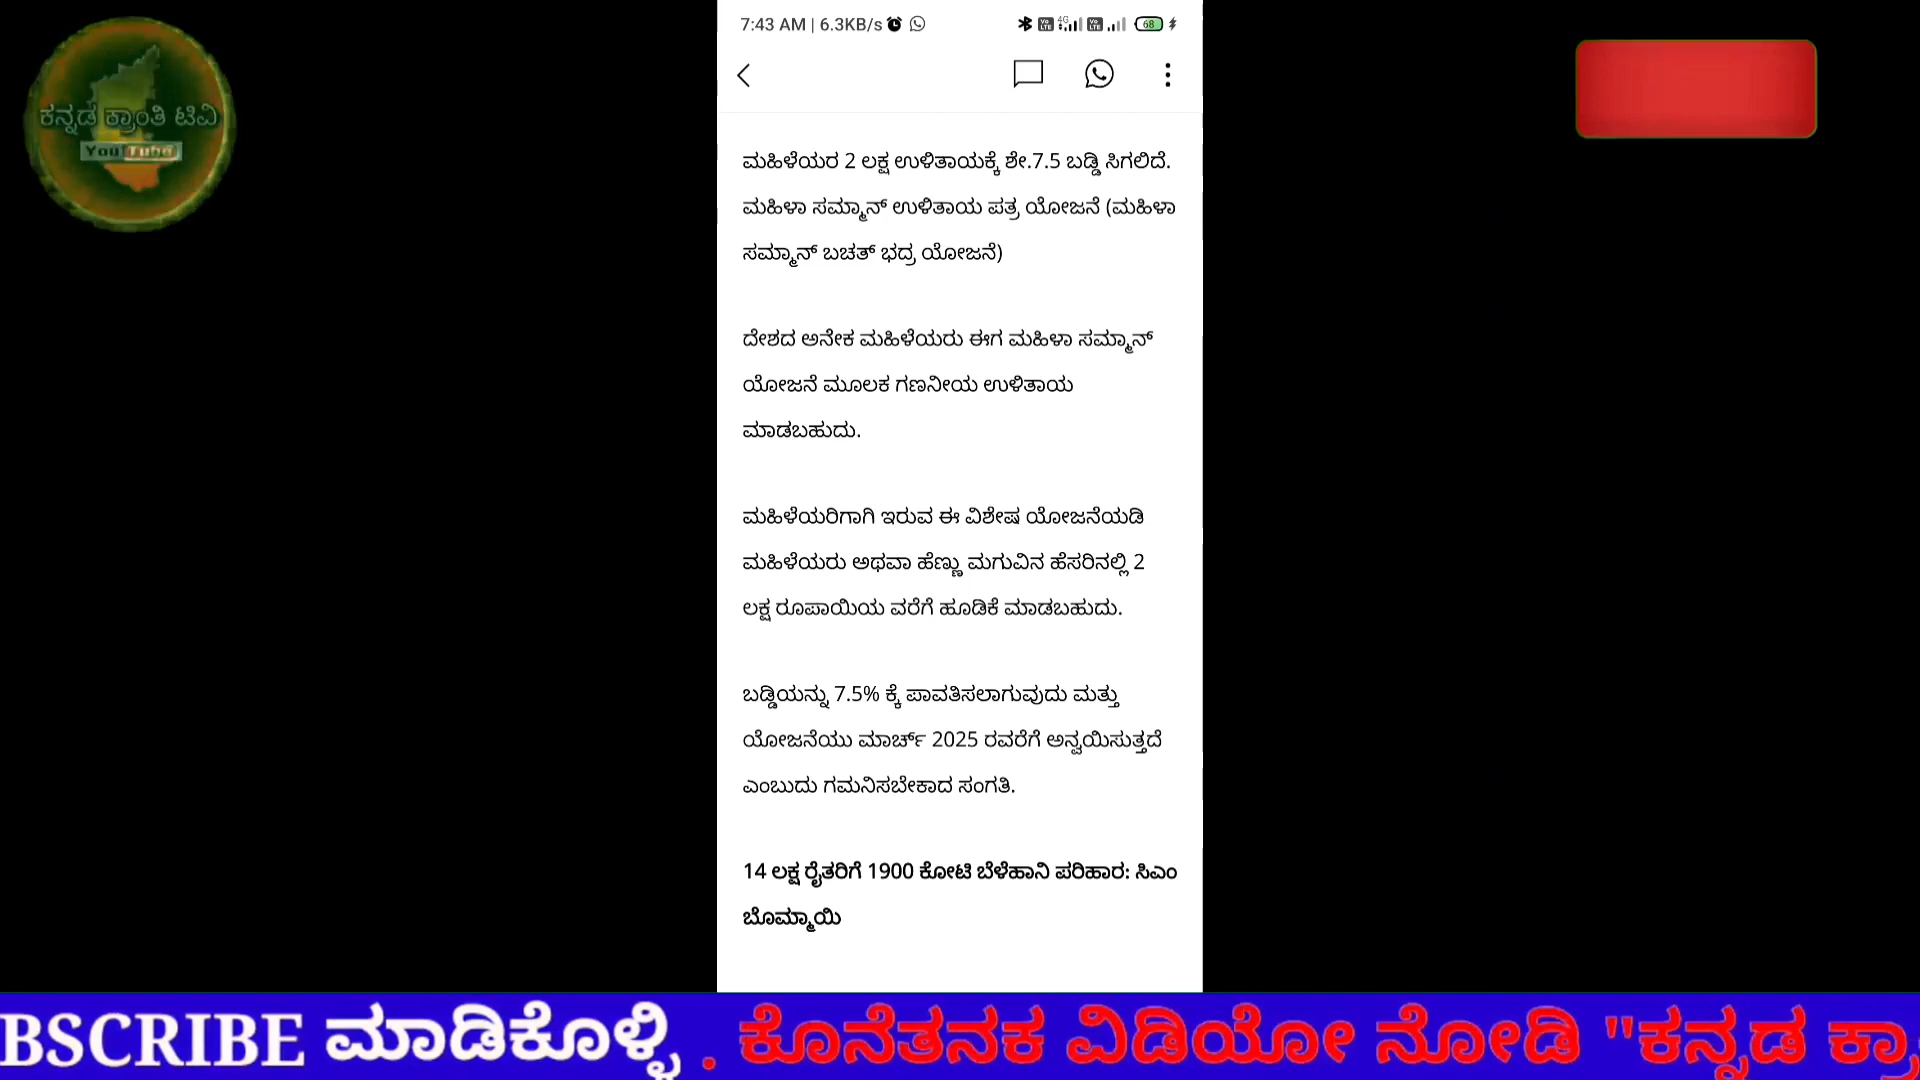 7:43 AM | 6.3KB/s
4G
68
ಕನ್ನಡ ಕ್ರಾಂತಿ ಟಿವಿ
YouTube
ಮಹಿಳೆಯರ 2 ಲಕ್ಷ ಉಳಿತಾಯಕ್ಕೆ ಶೇ.7.5 ಬಡ್ಡಿ ಸಿಗಲಿದೆ.
ಮಹಿಳಾ ಸಮ್ಮಾನ್ ಉಳಿತಾಯ ಪತ್ರ ಯೋಜನೆ (ಮಹಿಳಾ
ಸಮ್ಮಾನ್ ಬಚತ್ ಭದ್ರ ಯೋಜನೆ)
ದೇಶದ ಅನೇಕ ಮಹಿಳೆಯರು ಈಗ ಮಹಿಳಾ ಸಮ್ಮಾನ್
ಯೋಜನೆ ಮೂಲಕ ಗಣನೀಯ ಉಳಿತಾಯ
ಮಾಡಬಹುದು.
ಮಹಿಳೆಯರಿಗಾಗಿ ಇರುವ ಈ ವಿಶೇಷ ಯೋಜನೆಯಡಿ
ಮಹಿಳೆಯರು ಅಥವಾ ಹೆಣ್ಣು ಮಗುವಿನ ಹೆಸರಿನಲ್ಲಿ 2
ಲಕ್ಷ ರೂಪಾಯಿಯ ವರೆಗೆ ಹೂಡಿಕೆ ಮಾಡಬಹುದು.
ಬಡ್ಡಿಯನ್ನು 7.5% ಕ್ಕೆ ಪಾವತಿಸಲಾಗುವುದು ಮತ್ತು
ಯೋಜನೆಯು ಮಾರ್ಚ್ 2025 ರವರೆಗೆ ಅನ್ವಯಿಸುತ್ತದೆ
ಎಂಬುದು ಗಮನಿಸಬೇಕಾದ ಸಂಗತಿ.
14 ಲಕ್ಷ ರೈತರಿಗೆ 1900 ಕೋಟಿ ಬೆಳೆಹಾನಿ ಪರಿಹಾರ: ಸಿಎಂ
ಬೊಮ್ಮಾಯಿ
BSCRIBE ಮಾಡಿಕೊಳ್ಳಿ . ಕೊನೆತನಕ ವಿಡಿಯೋ ನೋಡಿ "ಕನ್ನಡ ಕ್ರಾ